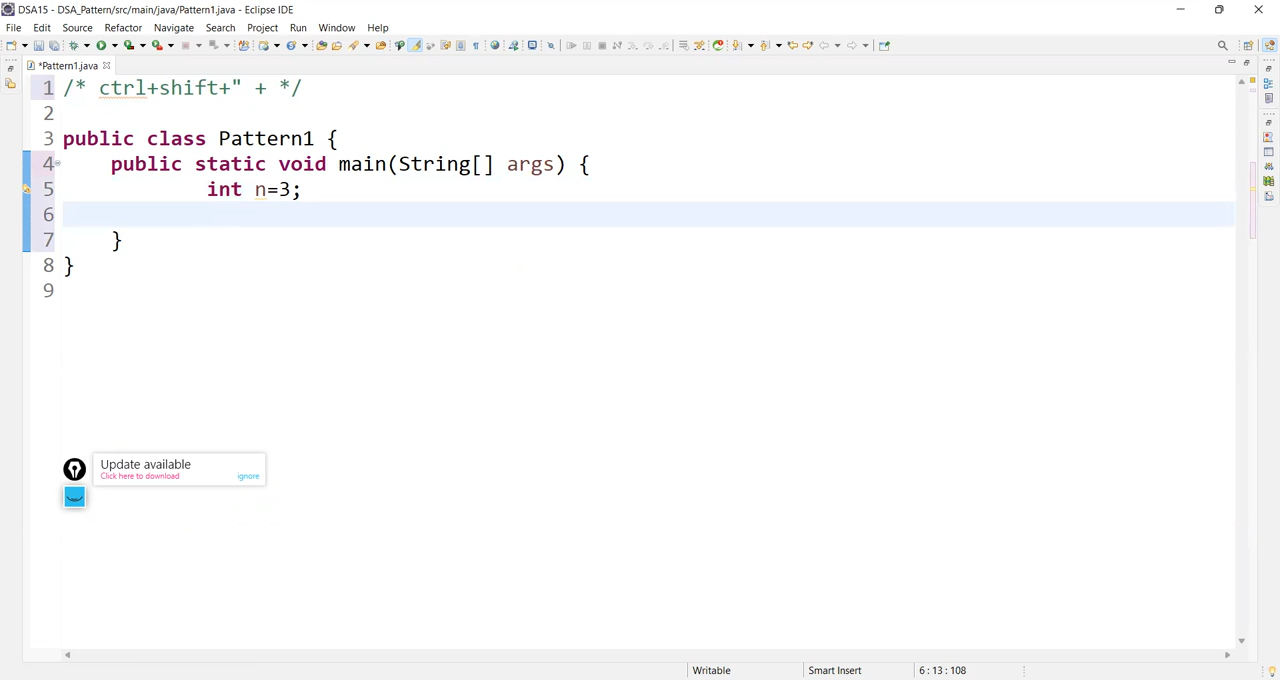 DSA15 - DSA_Pattern/src/main/java/Pattern1.java - Eclipse IDE
File Edit Source Refactor Navigate Search Project Run Window Help
*Pattern1.java
1 /* ctrl+shift+" + */
2
3 public class Pattern1 {
4 public static void main(String[] args) {
5 int n=3;
6
7 }
8 }
9
Update available
Click here to download ignore
Writable Smart Insert 6 : 13 : 108